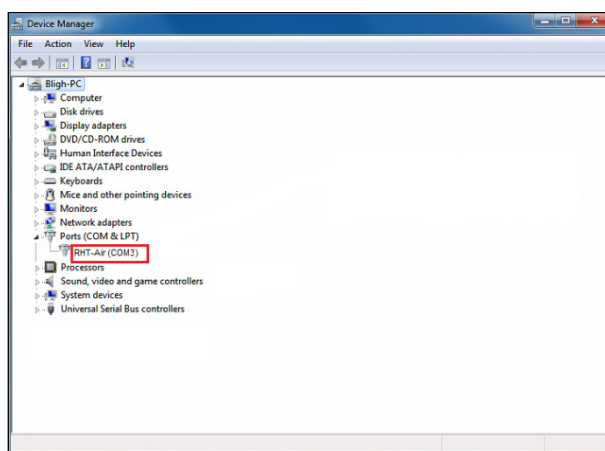 Device Manager
File Action View Help
Bligh-PC
Computer
Disk drives
Display adapters
DVD/CD-ROM drives
Human Interface Devices
IDE ATA/ATAPI controllers
Keyboards
Mice and other pointing devices
Monitors
Network adapters
Ports (COM & LPT)
RHT-Air (COM3)
Processors
Sound, video and game controllers
System devices
Universal Serial Bus controllers